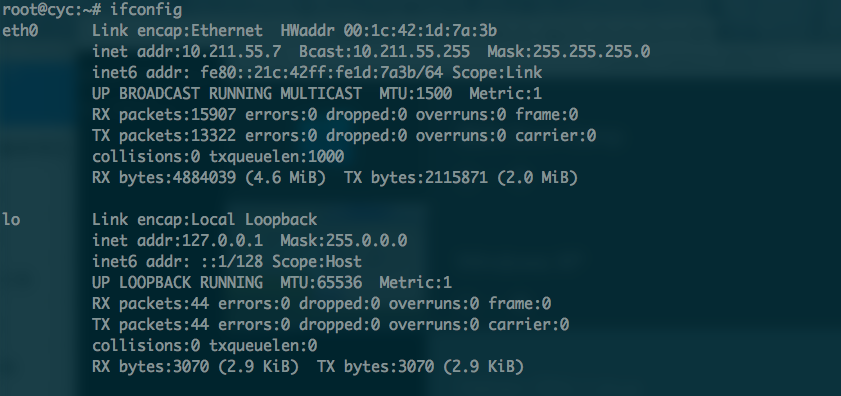 root@cyc:~# ifconfig
eth0      Link encap:Ethernet  HWaddr 00:1c:42:1d:7a:3b
          inet addr:10.211.55.7  Bcast:10.211.55.255  Mask:255.255.255.0
          inet6 addr: fe80::21c:42ff:fe1d:7a3b/64 Scope:Link
          UP BROADCAST RUNNING MULTICAST  MTU:1500  Metric:1
          RX packets:15907 errors:0 dropped:0 overruns:0 frame:0
          TX packets:13322 errors:0 dropped:0 overruns:0 carrier:0
          collisions:0 txqueuelen:1000
          RX bytes:4884039 (4.6 MiB)  TX bytes:2115871 (2.0 MiB)

lo        Link encap:Local Loopback
          inet addr:127.0.0.1  Mask:255.0.0.0
          inet6 addr: ::1/128 Scope:Host
          UP LOOPBACK RUNNING  MTU:65536  Metric:1
          RX packets:44 errors:0 dropped:0 overruns:0 frame:0
          TX packets:44 errors:0 dropped:0 overruns:0 carrier:0
          collisions:0 txqueuelen:0
          RX bytes:3070 (2.9 KiB)  TX bytes:3070 (2.9 KiB)